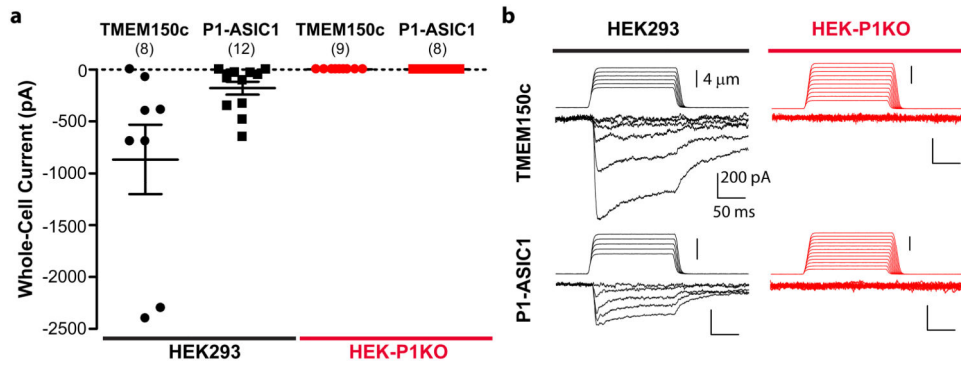 a
TMEM150c P1-ASIC1 TMEM150c P1-ASIC1
(8) (12) (9) (8)
Whole-Cell Current (pA)
0
-500
-1000
-1500
-2000
-2500
HEK293 HEK-P1KO
b
HEK293 HEK-P1KO
TMEM150c
4 μm
200 pA
50 ms
P1-ASIC1